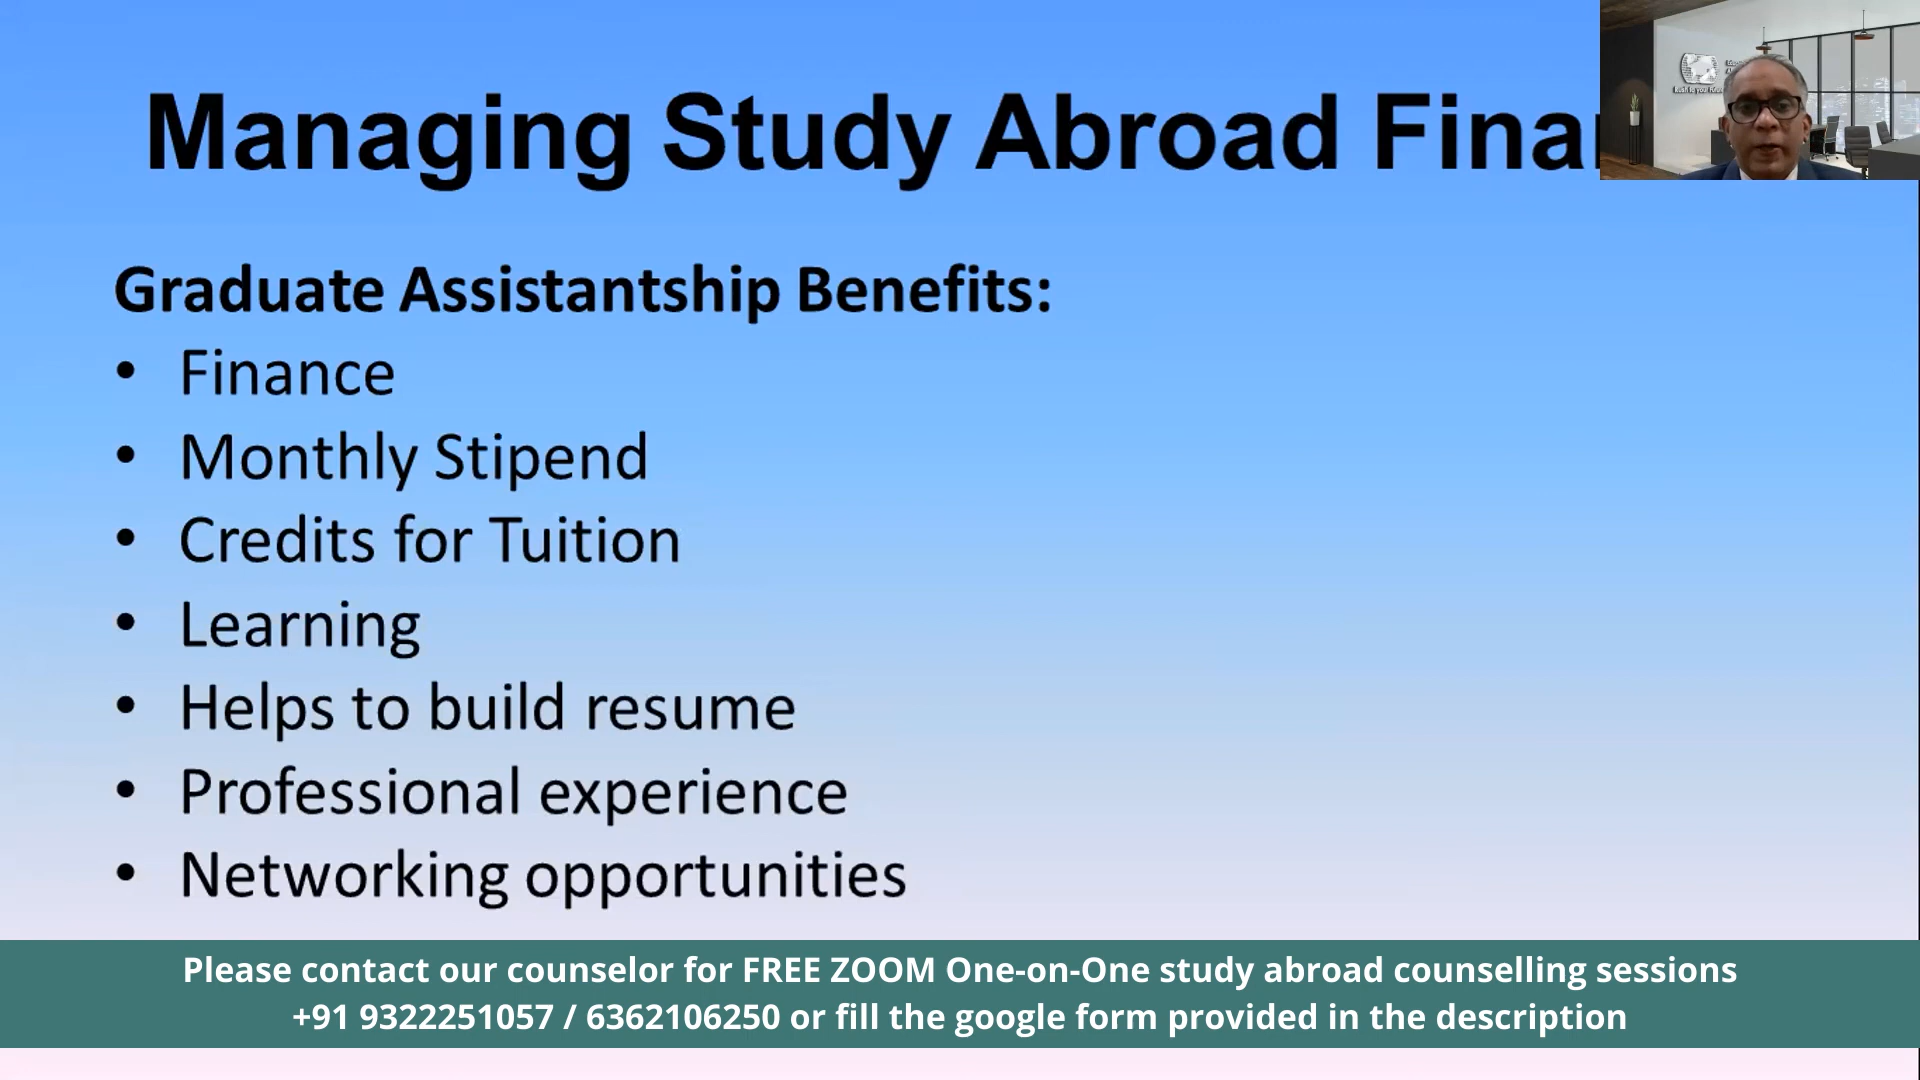 Managing Study Abroad
Graduate Assistantship Benefits:
• Finance
• Monthly Stipend
• Credits for Tuition
• Learning
• Helps to build resume
• Professional experience
• Networking opportunities
Please contact our counselor for FREE ZOOM One-on-One study abroad counselling sessions
+91 9322251057 / 6362106250 or fill the google form provided in the description